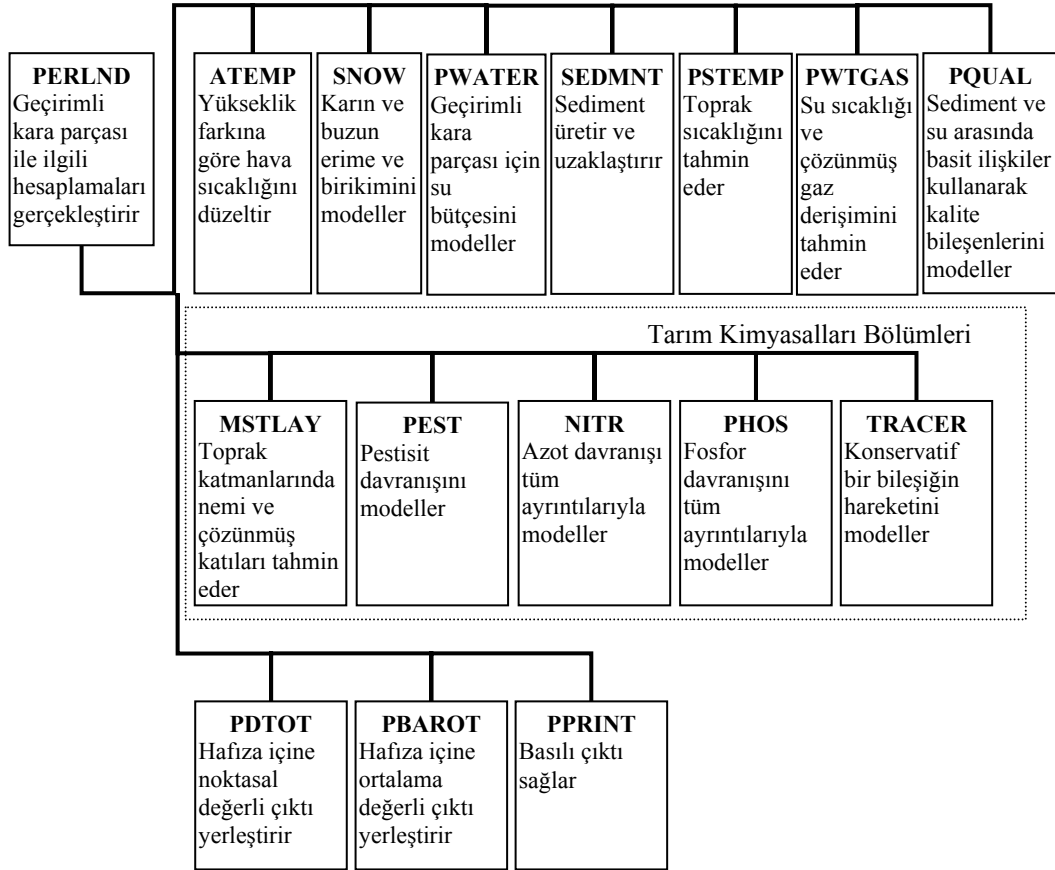 PERLND
Geçirimli
kara parçası
ile ilgili
hesaplamaları
gerçekleştirir
ATEMP
Yükseklik
farkına
göre hava
sıcaklığını
düzeltir
SNOW
Karın ve
buzun
erime ve
birikimini
modeller
PWATER
Geçirimli
kara
parçası için
su
bütçesini
modeller
SEDMNT
Sediment
üretir ve
uzaklaştırır
PSTEMP
Toprak
sıcaklığını
tahmin
eder
PWTGAS
Su sıcaklığı
ve
çözünmüş
gaz
derişimini
tahmin
eder
PQUAL
Sediment ve
su arasında
basit ilişkiler
kullanarak
kalite
bileşenlerini
modeller
Tarım Kimyasalları Bölümleri
MSTLAY
Toprak
katmanlarında
nemi ve
çözünmüş
katıları tahmin
eder
PEST
Pestisit
davranışını
modeller
NITR
Azot davranışı
tüm
ayrıntılarıyla
modeller
PHOS
Fosfor
davranışını
tüm
ayrıntılarıyla
modeller
TRACER
Konservatif
bir bileşiğin
hareketini
modeller
PDTOT
Hafıza içine
noktasal
değerli çıktı
yerleştirir
PBAROT
Hafıza içine
ortalama
değerli çıktı
yerleştirir
PPRINT
Basılı çıktı
sağlar